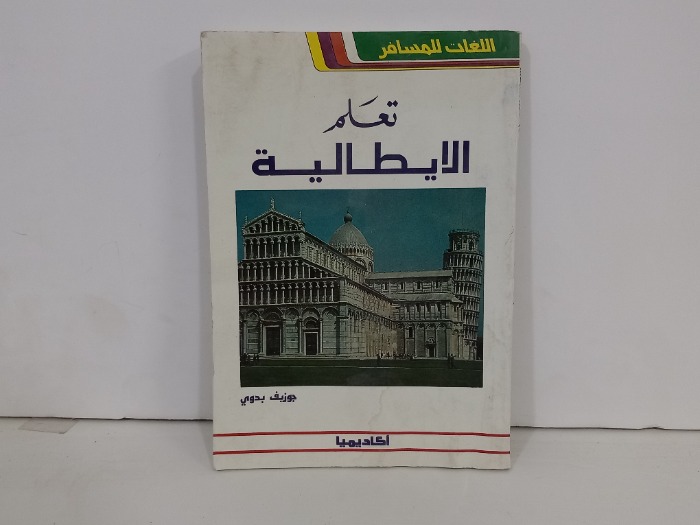 اللغات للمسافر
تعلم
الايطالية
جوزيف بدوي
أكاديميا